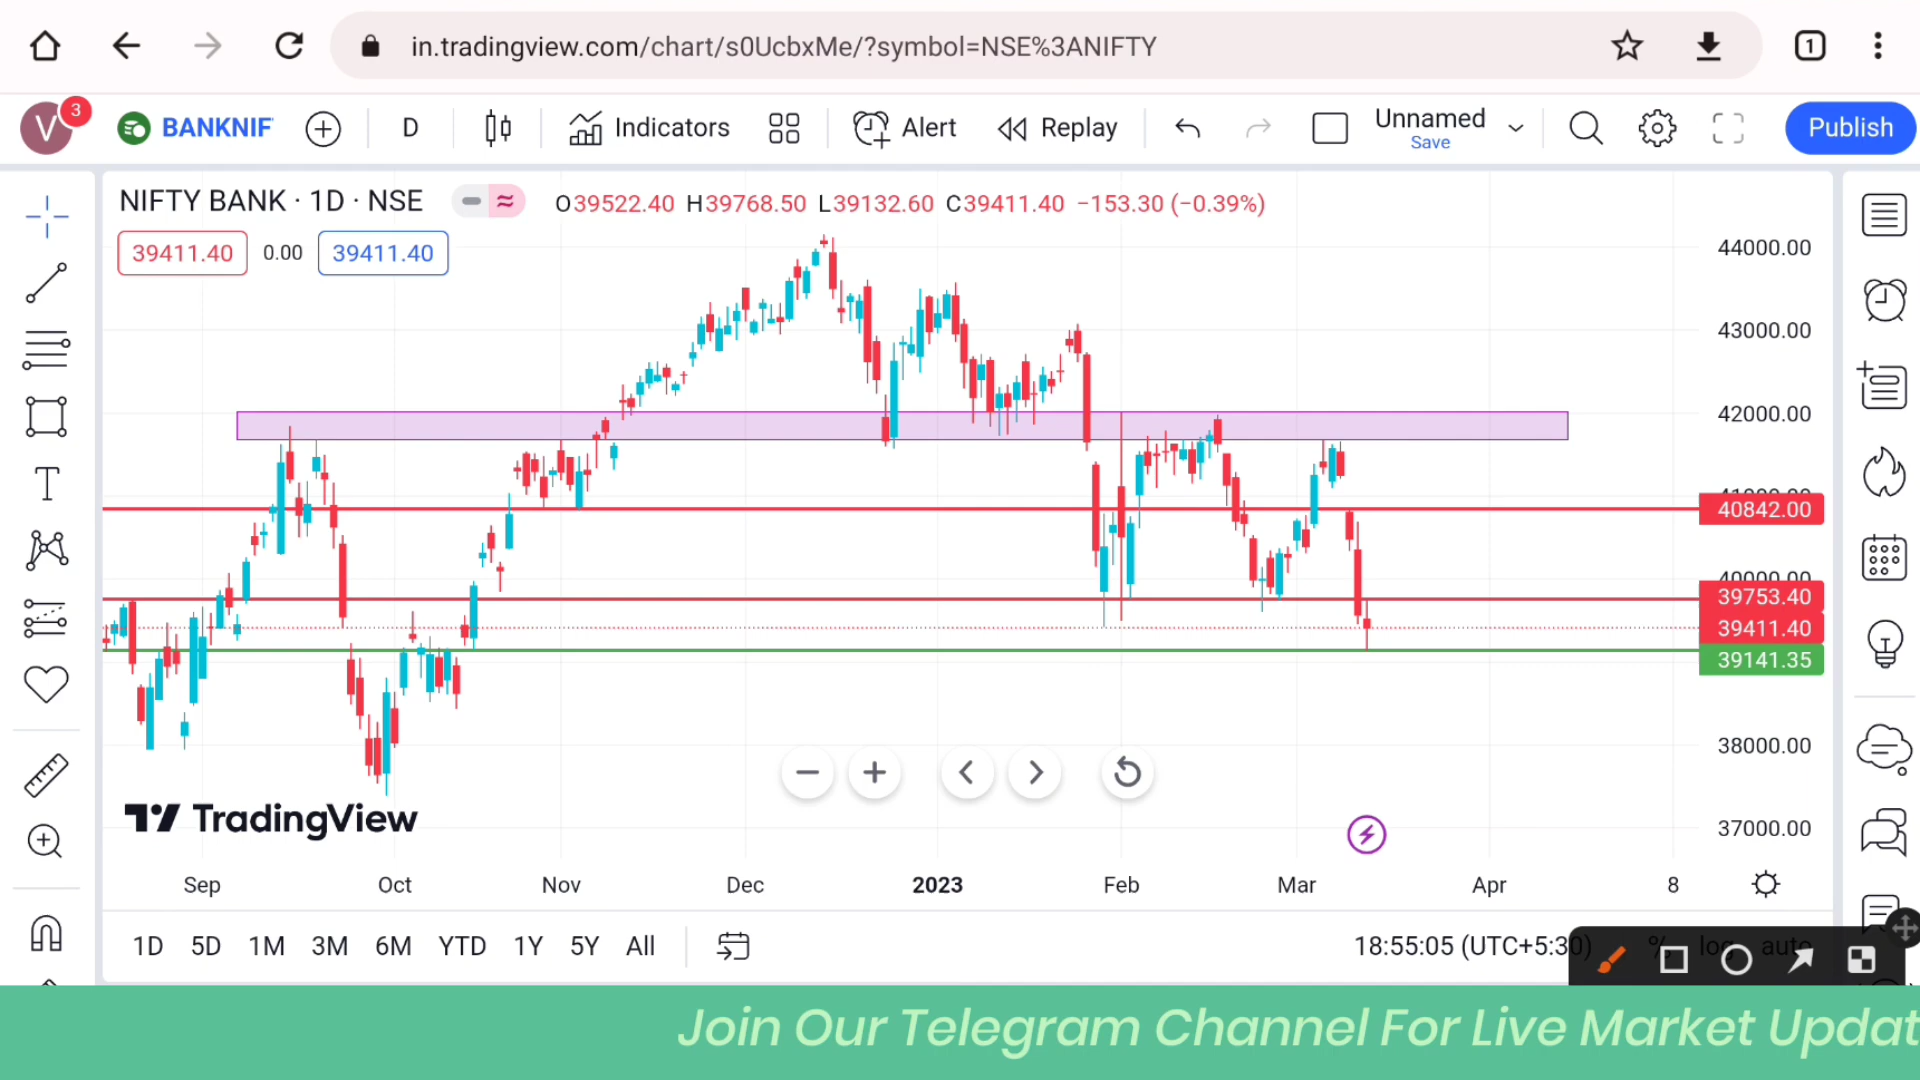 in.tradingview.com/chart/s0UcbxMe/?symbol=NSE%3ANIFTY
1
V
3
BANKNIF
D
Indicators
Alert
Replay
Unnamed
Save
Publish
NIFTY BANK · 1D · NSE
O39522.40 H39768.50 L39132.60 C39411.40 −153.30 (−0.39%)
39411.40
0.00
39411.40
44000.00
43000.00
42000.00
40842.00
39753.40
39411.40
39141.35
38000.00
37000.00
TradingView
Sep
Oct
Nov
Dec
2023
Feb
Mar
Apr
8
1D 5D 1M 3M 6M YTD 1Y 5Y All
18:55:05 (UTC+5:30)
% log auto
Join Our Telegram Channel For Live Market Updat